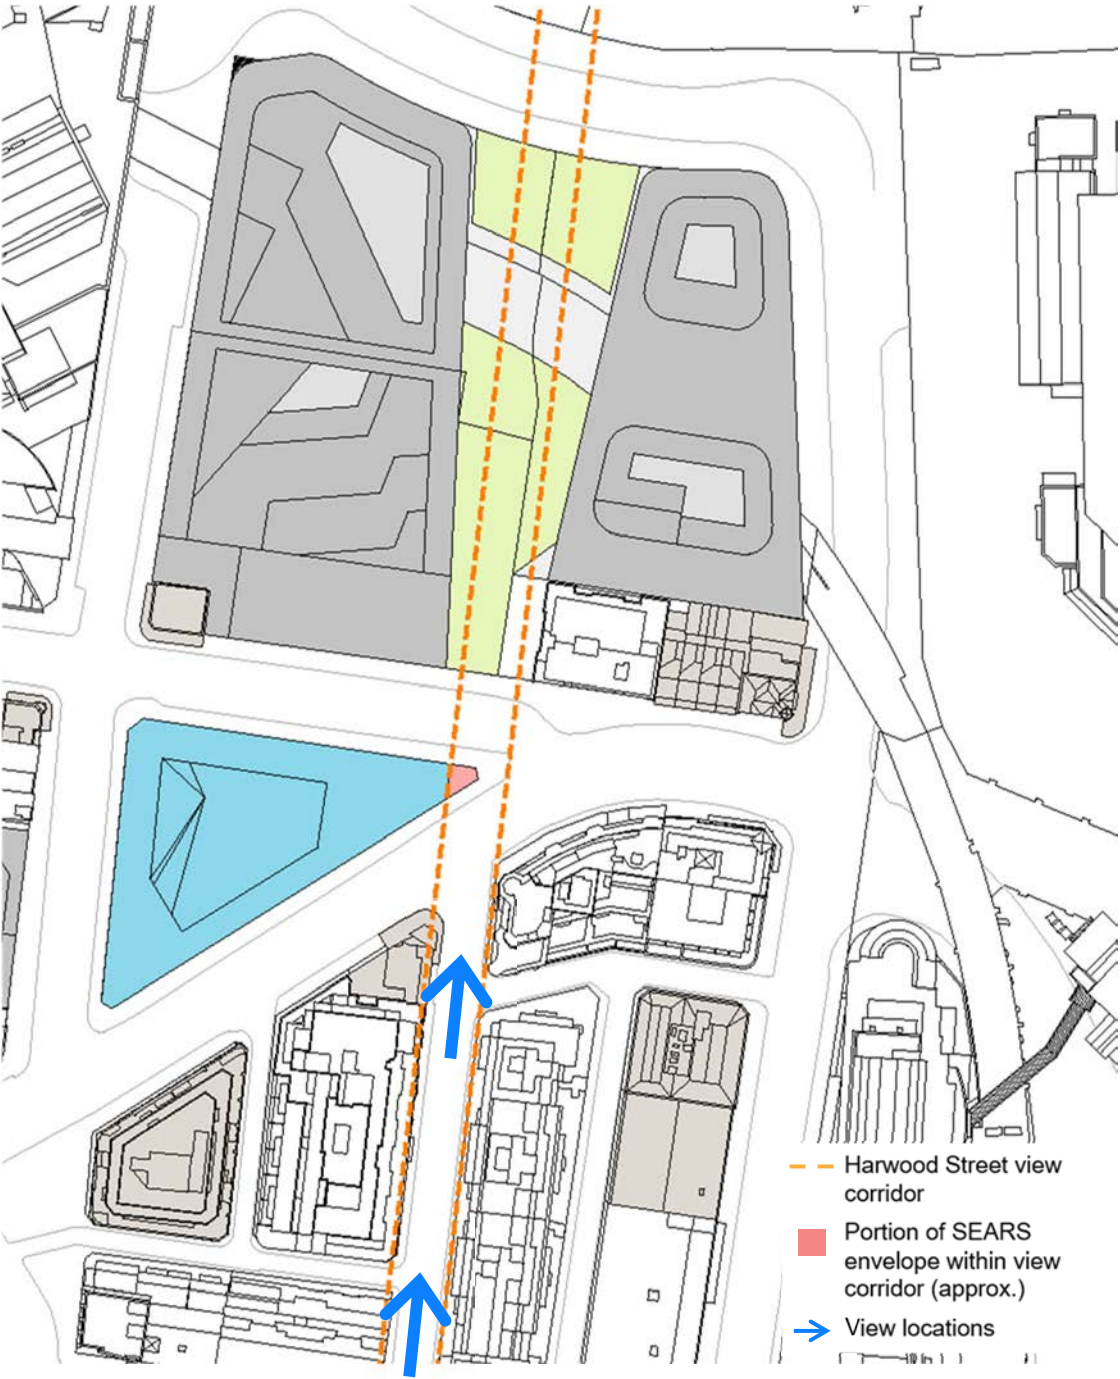 Harwood Street view
corridor
Portion of SEARS
envelope within view
corridor (approx.)
View locations